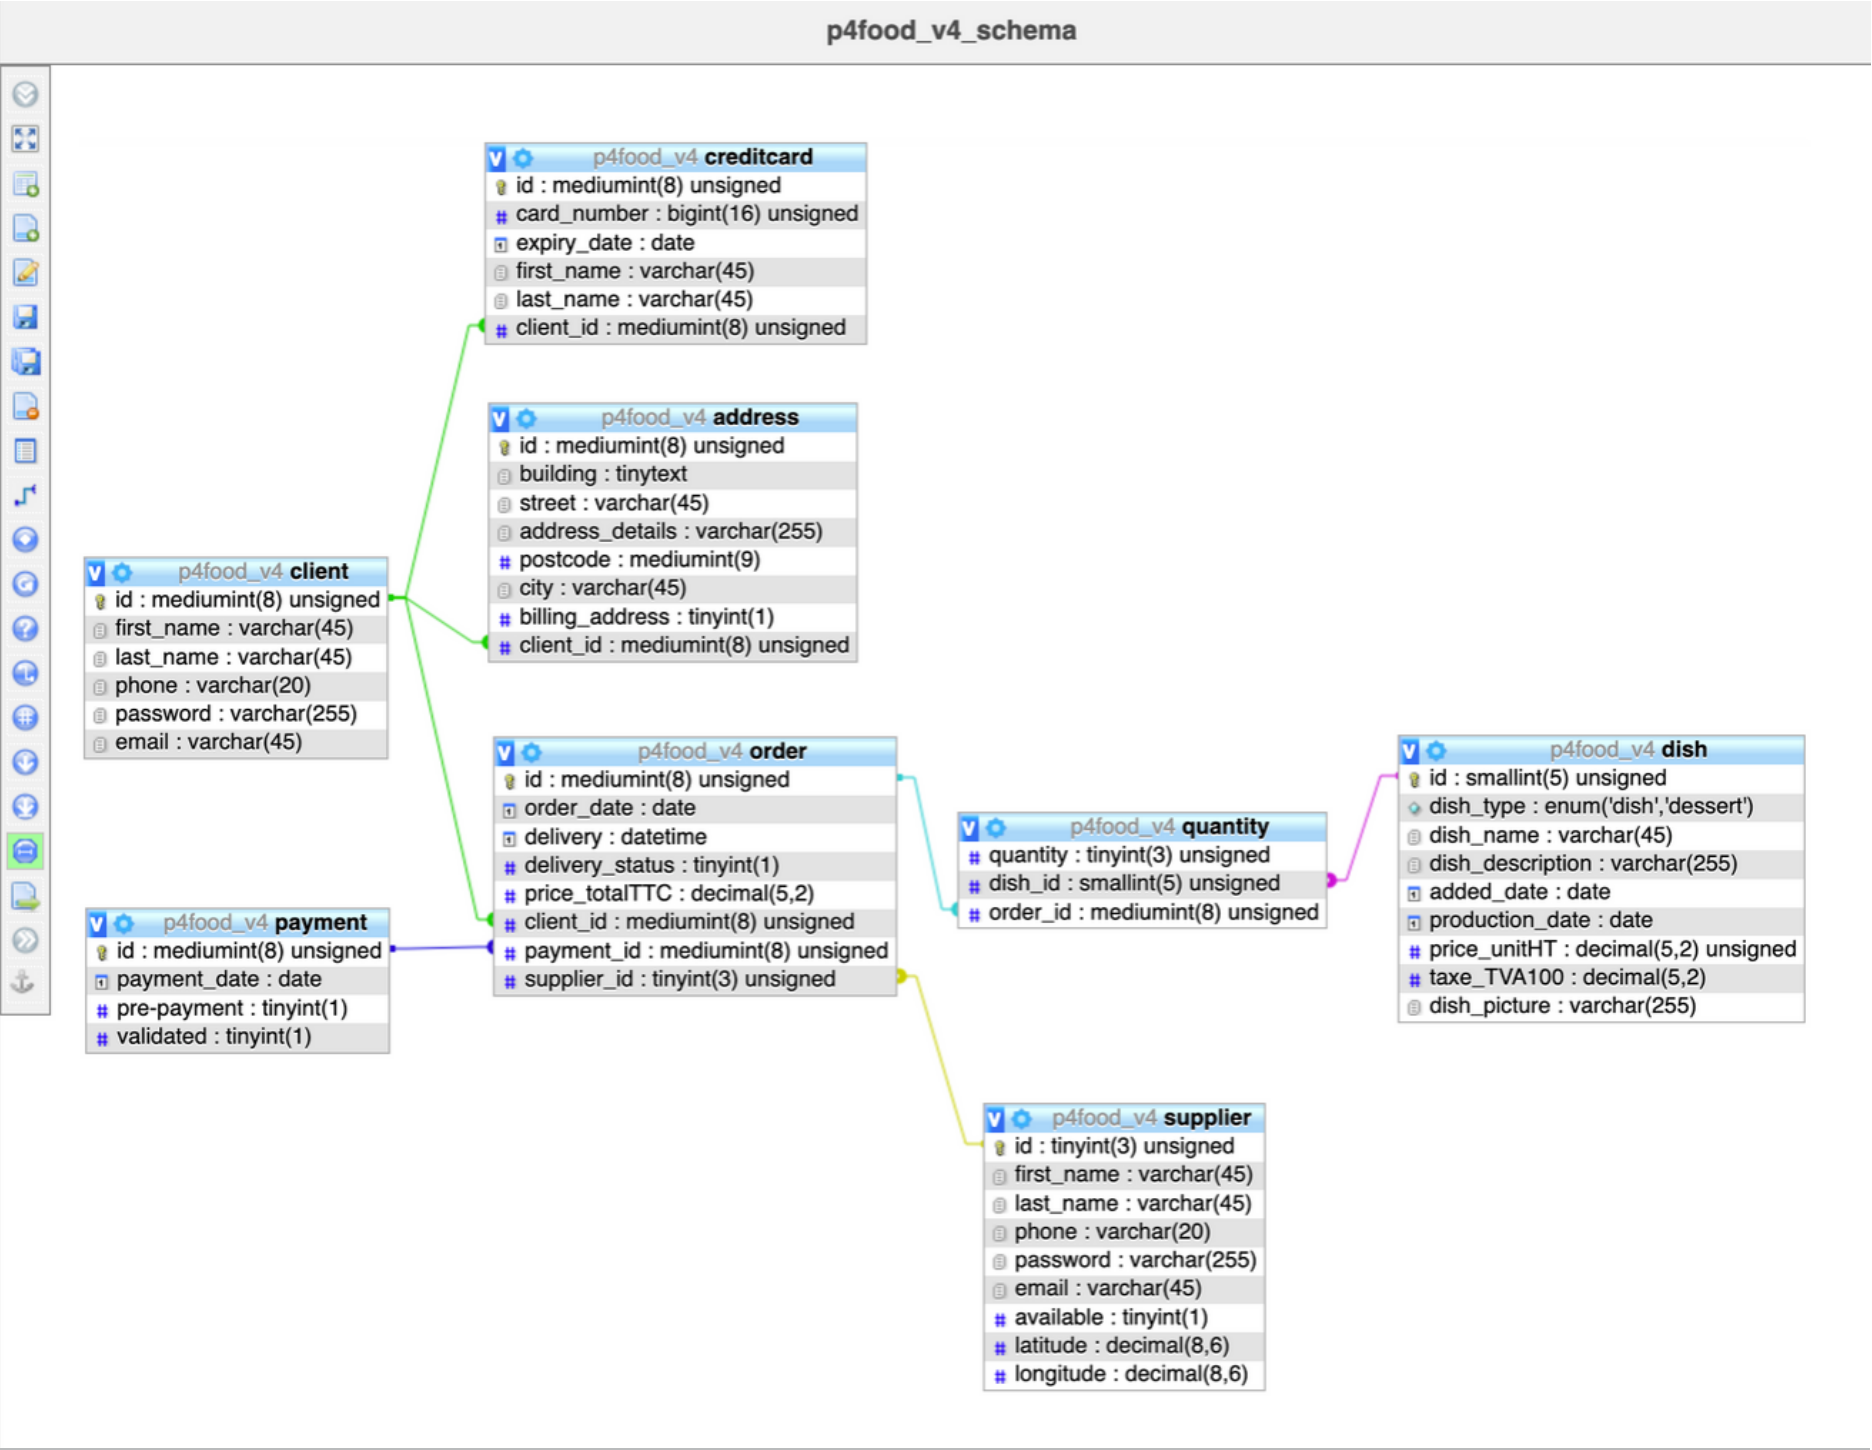 p4food_v4_schema
p4food_v4 creditcard
id : mediumint(8) unsigned
card_number : bigint(16) unsigned
expiry_date : date
first_name : varchar(45)
last_name : varchar(45)
client_id : mediumint(8) unsigned
p4food_v4 address
id : mediumint(8) unsigned
building : tinytext
street : varchar(45)
address_details : varchar(255)
postcode : mediumint(9)
city : varchar(45)
billing_address : tinyint(1)
client_id : mediumint(8) unsigned
p4food_v4 client
id : mediumint(8) unsigned
first_name : varchar(45)
last_name : varchar(45)
phone : varchar(20)
password : varchar(255)
email : varchar(45)
p4food_v4 order
id : mediumint(8) unsigned
order_date : date
delivery : datetime
delivery_status : tinyint(1)
price_totalTTC : decimal(5,2)
client_id : mediumint(8) unsigned
payment_id : mediumint(8) unsigned
supplier_id : tinyint(3) unsigned
p4food_v4 payment
id : mediumint(8) unsigned
payment_date : date
pre-payment : tinyint(1)
validated : tinyint(1)
p4food_v4 quantity
quantity : tinyint(3) unsigned
dish_id : smallint(5) unsigned
order_id : mediumint(8) unsigned
p4food_v4 dish
id : smallint(5) unsigned
dish_type : enum('dish','dessert')
dish_name : varchar(45)
dish_description : varchar(255)
added_date : date
production_date : date
price_unitHT : decimal(5,2) unsigned
taxe_TVA100 : decimal(5,2)
dish_picture : varchar(255)
p4food_v4 supplier
id : tinyint(3) unsigned
first_name : varchar(45)
last_name : varchar(45)
phone : varchar(20)
password : varchar(255)
email : varchar(45)
available : tinyint(1)
latitude : decimal(8,6)
longitude : decimal(8,6)